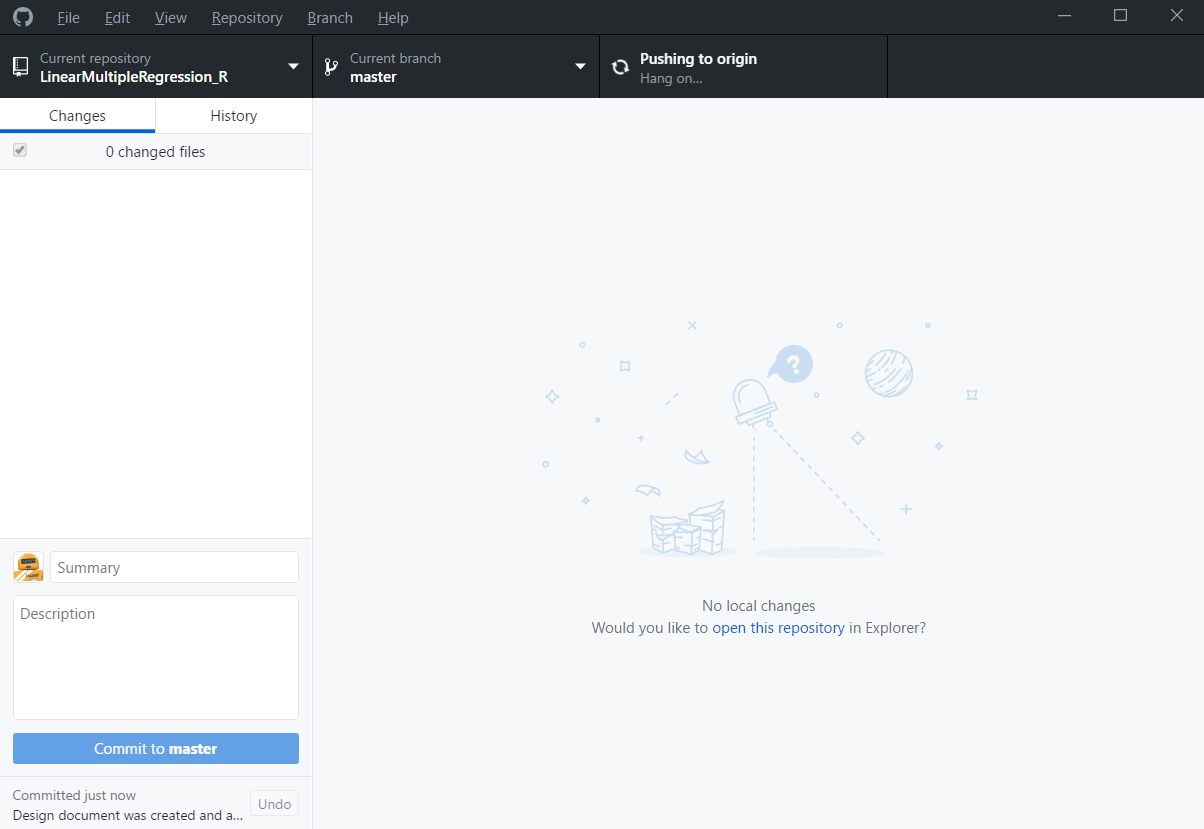 File Edit View Repository Branch Help
Current repository
LinearMultipleRegression_R
Current branch
master
Pushing to origin
Hang on…
Changes
History
0 changed files
?
No local changes
Would you like to open this repository in Explorer?
Summary
Description
Commit to master
Committed just now
Design document was created and a...
Undo